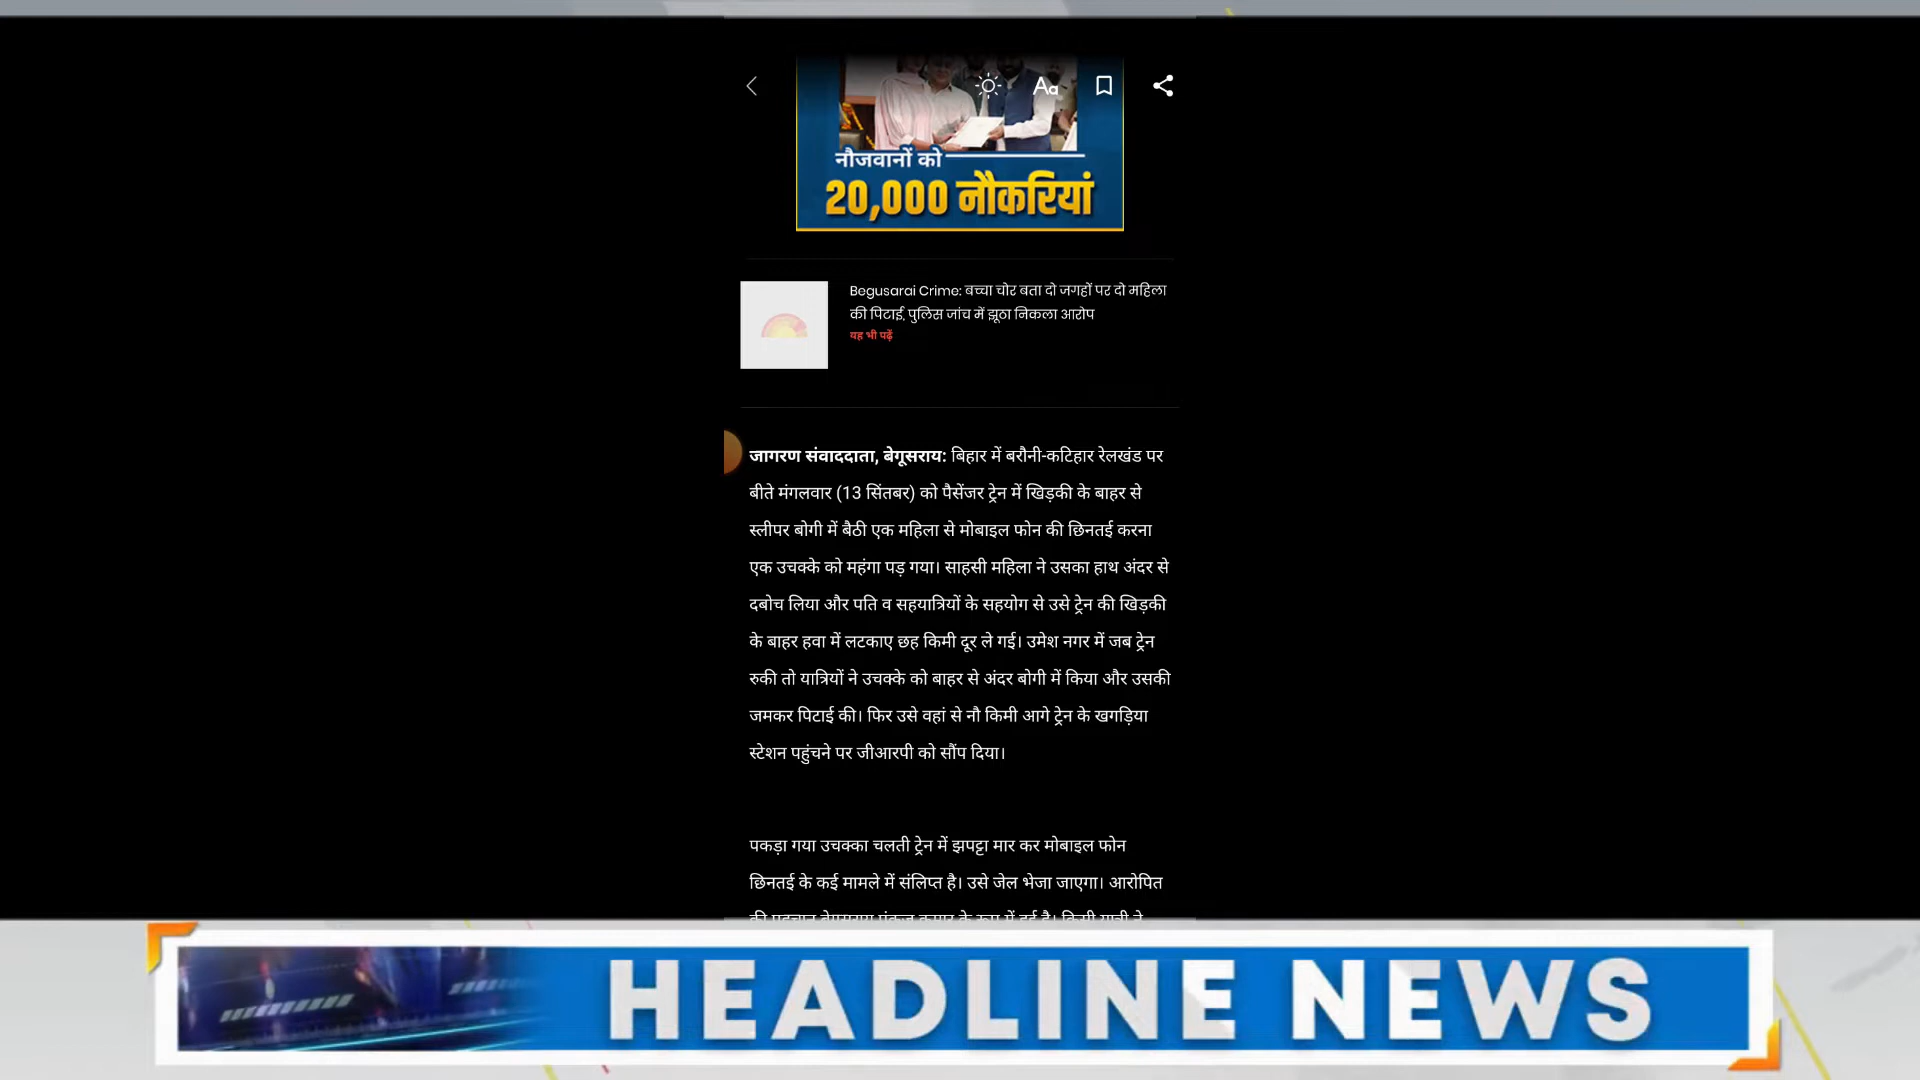 Aa
नौजवानों को
20,000 नौकरियां
Begusarai Crime: बच्चा चोर बता दो जगहों पर दो महिला
की पिटाई, पुलिस जांच में झूठा निकला आरोप
यह भी पढ़ें
जागरण संवाददाता, बेगूसराय: बिहार में बरौनी-कटिहार रेलखंड पर
बीते मंगलवार (13 सिंतबर) को पैसेंजर ट्रेन में खिड़की के बाहर से
स्लीपर बोगी में बैठी एक महिला से मोबाइल फोन की छिनतई करना
एक उचक्के को महंगा पड़ गया। साहसी महिला ने उसका हाथ अंदर से
दबोच लिया और पति व सहयात्रियों के सहयोग से उसे ट्रेन की खिड़की
के बाहर हवा में लटकाए छह किमी दूर ले गई। उमेश नगर में जब ट्रेन
रुकी तो यात्रियों ने उचक्के को बाहर से अंदर बोगी में किया और उसकी
जमकर पिटाई की। फिर उसे वहां से नौ किमी आगे ट्रेन के खगड़िया
स्टेशन पहुंचने पर जीआरपी को सौंप दिया।
पकड़ा गया उचक्का चलती ट्रेन में झपट्टा मार कर मोबाइल फोन
छिनतई के कई मामले में संलिप्त है। उसे जेल भेजा जाएगा। आरोपित
HEADLINE NEWS